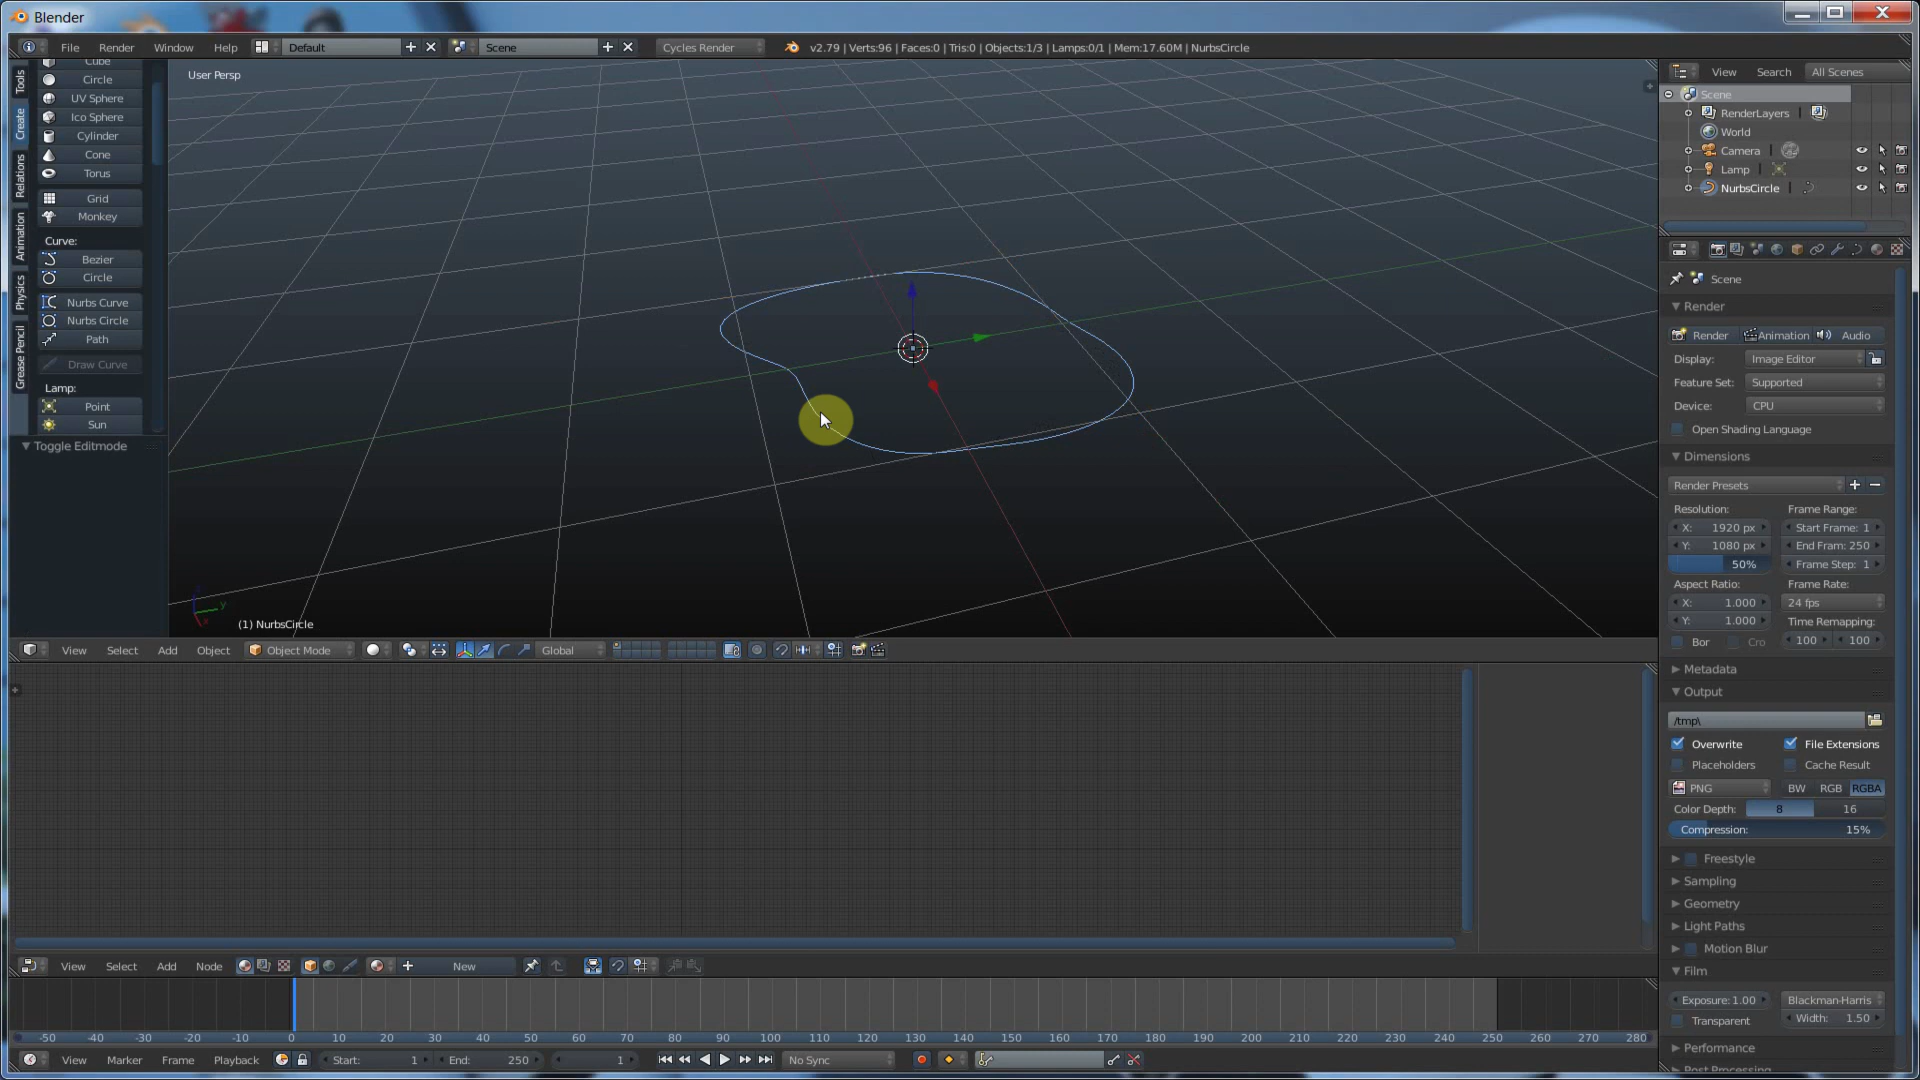 Blender
File Render Window Help Default Scene Cycles Render v2.79 | Verts:96 | Faces:0 | Tris:0 | Objects:1/3 | Lamps:0/1 | Mem:17.60M | NurbsCircle
Tools
Create
Relations
Animation
Physics
Grease Pencil
Cube
Circle
UV Sphere
Ico Sphere
Cylinder
Cone
Torus
Grid
Monkey
Curve:
Bezier
Circle
Nurbs Curve
Nurbs Circle
Path
Draw Curve
Lamp:
Point
Sun
Toggle Editmode
User Persp
y
x
(1) NurbsCircle
View Select Add Object Object Mode Global
View Select Add Node New
-50 -40 -30 -20 -10 0 10 20 30 40 50 60 70 80 90 100 110 120 130 140 150 160 170 180 190 200 210 220 230 240 250 260 270 280
View Marker Frame Playback Start: 1 End: 250 1 No Sync
View Search All Scenes
Scene
RenderLayers
World
Camera
Lamp
NurbsCircle
Scene
Render
Render Animation Audio
Display: Image Editor
Feature Set: Supported
Device: CPU
Open Shading Language
Dimensions
Render Presets
Resolution: Frame Range:
X: 1920 px Start Frame: 1
Y: 1080 px End Fram: 250
50% Frame Step: 1
Aspect Ratio: Frame Rate:
X: 1.000 24 fps
Y: 1.000 Time Remapping:
Bor Cro 100 100
Metadata
Output
/tmp\
Overwrite File Extensions
Placeholders Cache Result
PNG BW RGB RGBA
Color Depth: 8 16
Compression: 15%
Freestyle
Sampling
Geometry
Light Paths
Motion Blur
Film
Exposure: 1.00 Blackman-Harris
Transparent Width: 1.50
Performance
Post Processing